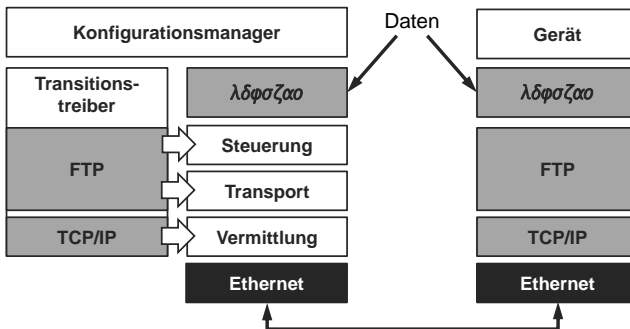 Konfigurationsmanager
Daten
Gerät
Transitions-
treiber
λδφσζαο
λδφσζαο
Steuerung
FTP
Transport
FTP
TCP/IP
Vermittlung
TCP/IP
Ethernet
Ethernet